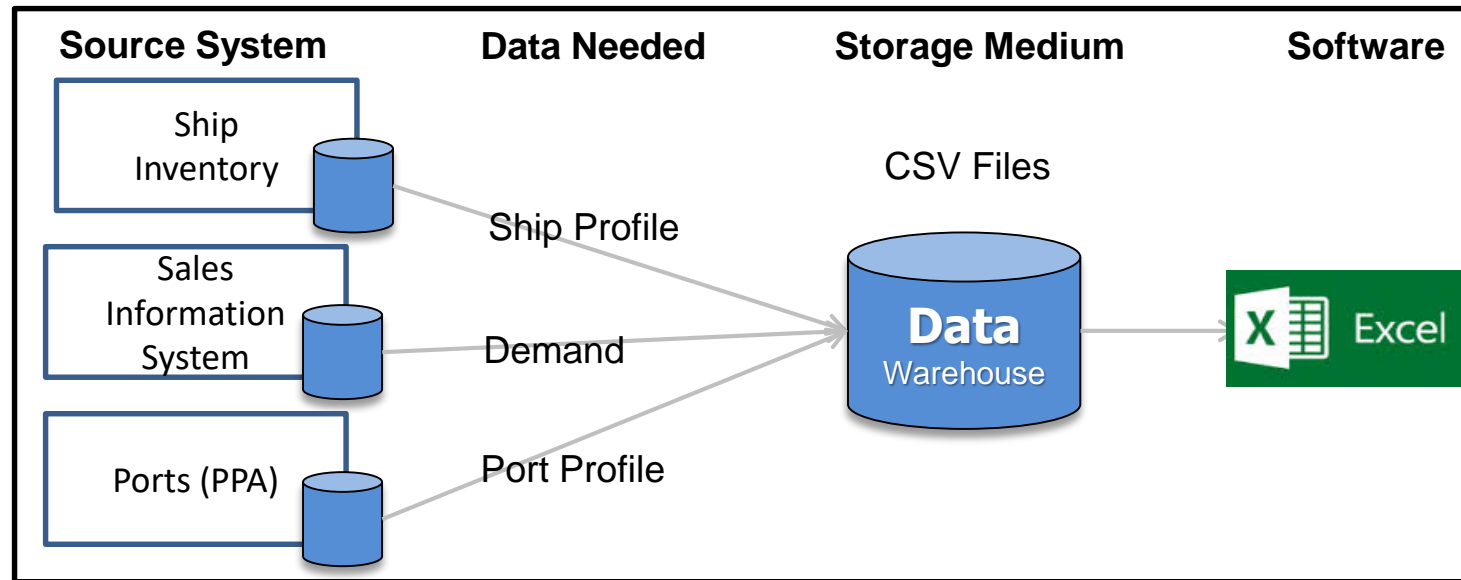 Source System
Data Needed
Storage Medium
Software
Ship
Inventory
Ship Profile
CSV Files
Sales
Information
System
Demand
Data
Warehouse
X Excel
Ports (PPA)
Port Profile